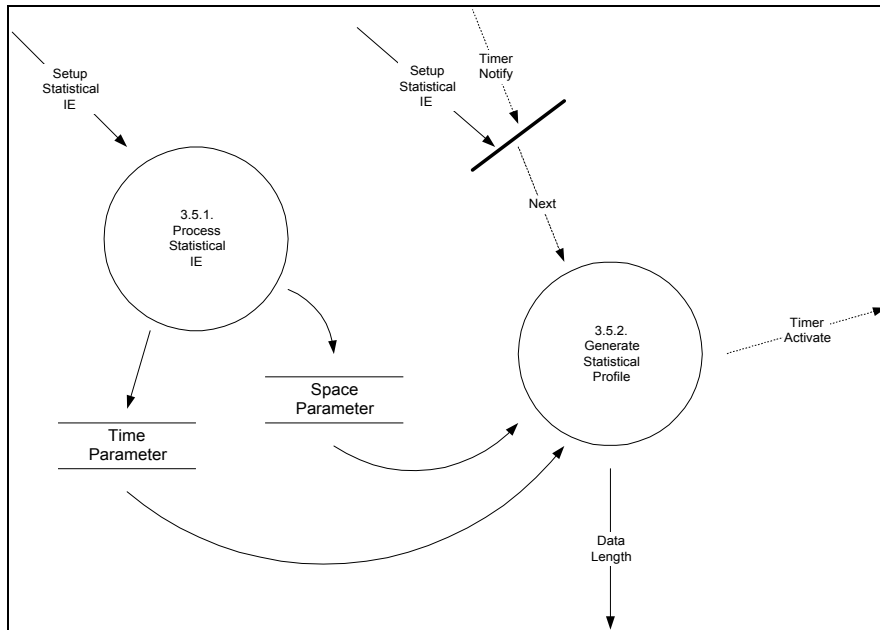 Setup
Statistical
IE
Timer
Notify
Setup
Statistical
IE
Next
3.5.1.
Process
Statistical
IE
3.5.2.
Generate
Statistical
Profile
Timer
Activate
Space
Parameter
Time
Parameter
Data
Length